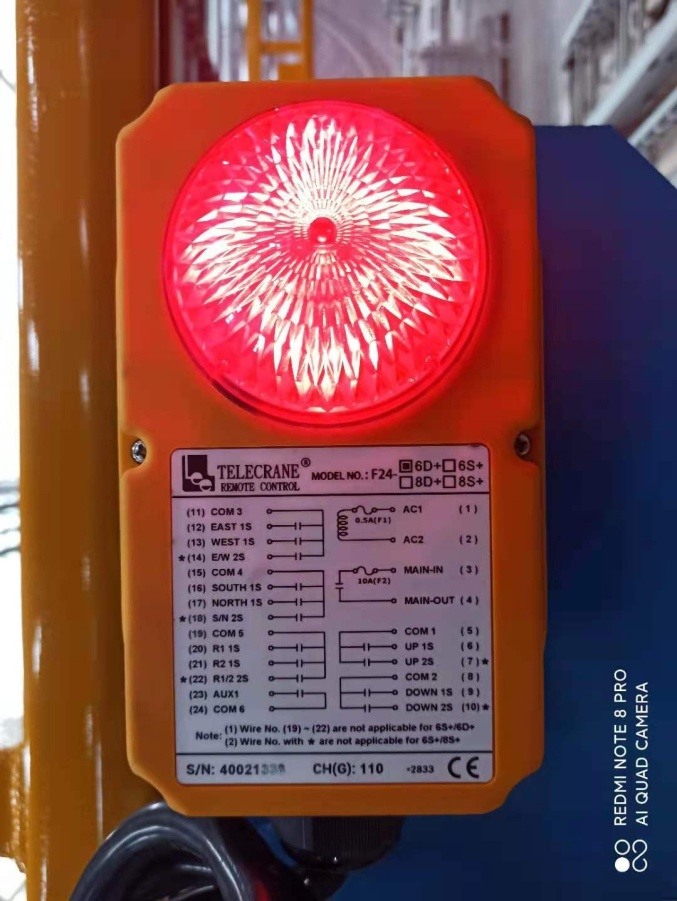 TELECRANE®
REMOTE CONTROL
MODEL NO.: F24-
6D+ 6S+
8D+ 8S+
(11) COM 3
(12) EAST 1S
(13) WEST 1S
*(14) E/W 2S
(15) COM 4
(16) SOUTH 1S
(17) NORTH 1S
*(18) S/N 2S
(19) COM 5
(20) R1 1S
(21) R2 1S
*(22) R1/2 2S
(23) AUX1
(24) COM 6
AC1 (1)
0.5A(F1)
AC2 (2)
MAIN-IN (3)
10A(F2)
MAIN-OUT (4)
COM 1 (5)
UP 1S (6)
UP 2S (7)*
COM 2 (8)
DOWN 1S (9)
DOWN 2S (10)*
Note: (1) Wire No. (19) ~ (22) are not applicable for 6S+/6D+
(2) Wire No. with * are not applicable for 6S+/8S+
S/N: 40021 CH(G): 110 -2833 CE
REDMI NOTE 8 PRO
AI QUAD CAMERA